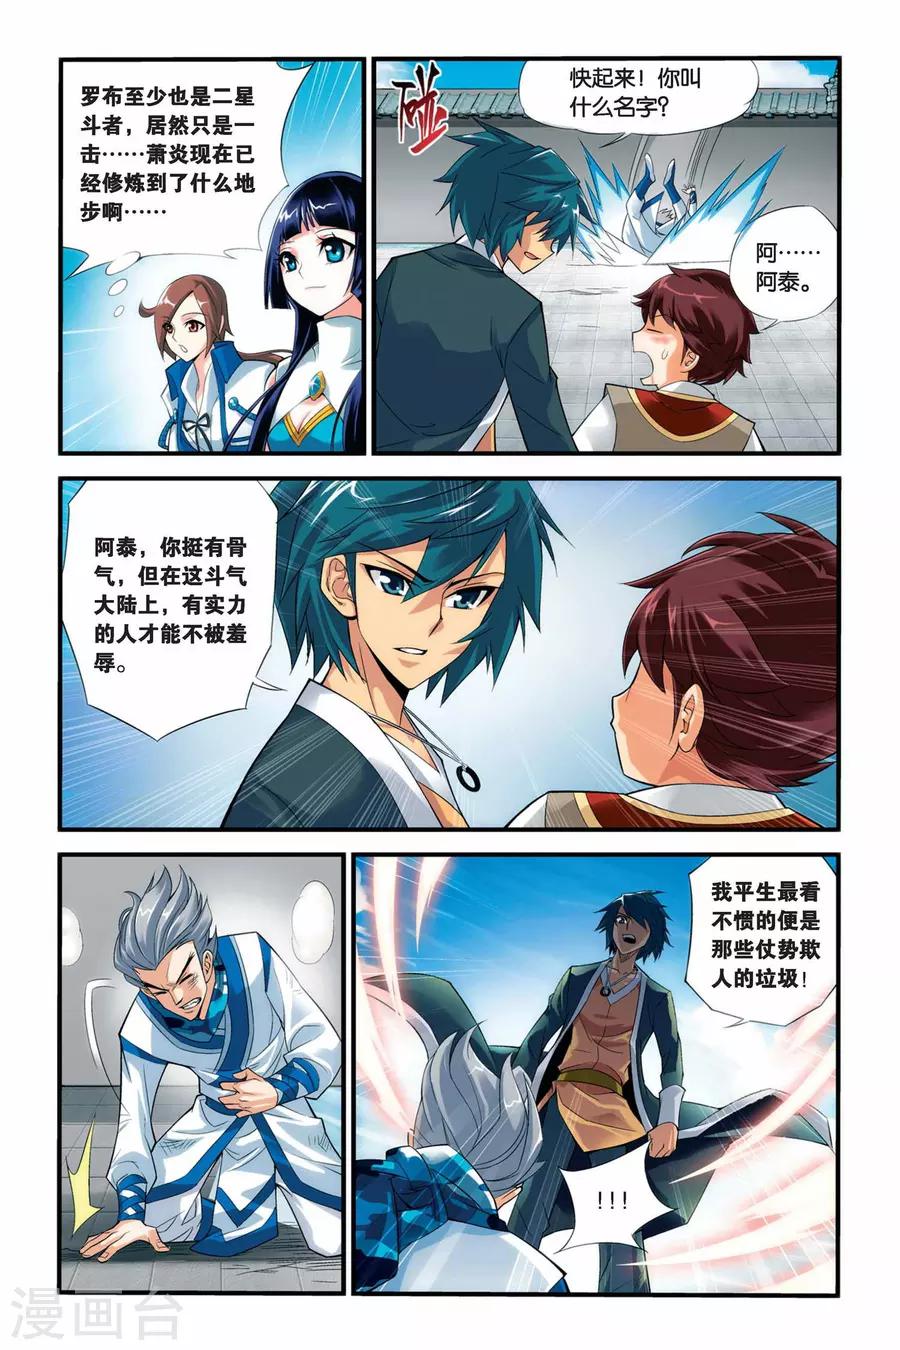 罗布至少也是二星
斗者，居然只是一
击……萧炎现在已
经修炼到了什么地
步啊……
碰
快起来！你叫
什么名字？
阿……
阿泰。
阿泰，你挺有骨
气，但在这斗气
大陆上，有实力
的人才能不被羞
辱。
我平生最看
不惯的便是
那些仗势欺
人的垃圾！
!!!
漫画台